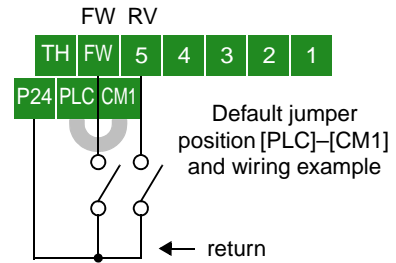 FW RV
TH FW 5 4 3 2 1
P24 PLC CM1
Default jumper
position [PLC]–[CM1]
and wiring example
return